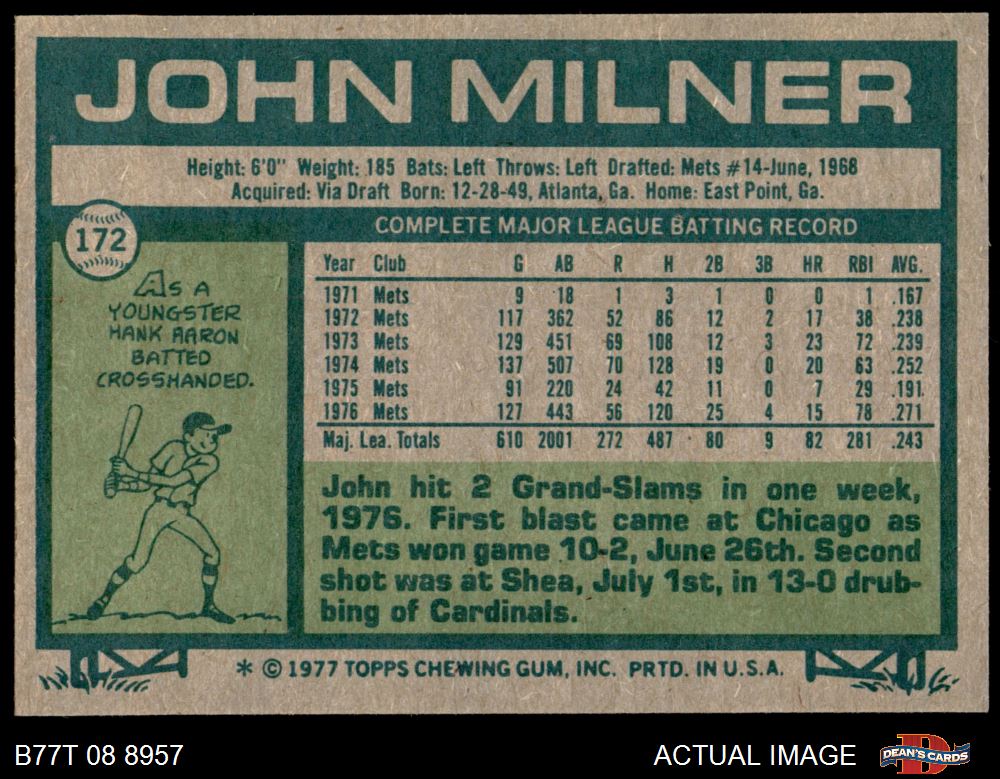 JOHN MILNER
Height: 6'0" Weight: 185 Bats: Left Throws: Left Drafted: Mets #14-June, 1968
Acquired: Via Draft Born: 12-28-49, Atlanta, Ga. Home: East Point, Ga.
172
COMPLETE MAJOR LEAGUE BATTING RECORD
As A
YOUNGSTER
HANK AARON
BATTED
CROSSHANDED.
Year Club G AB R H 2B 3B HR RBI AVG.
1971 Mets 9 18 1 3 1 0 0 1 .167
1972 Mets 117 362 52 86 12 2 17 38 .238
1973 Mets 129 451 69 108 12 3 23 72 .239
1974 Mets 137 507 70 128 19 0 20 63 .252
1975 Mets 91 220 24 42 11 0 7 29 .191
1976 Mets 127 443 56 120 25 4 15 78 .271
Maj. Lea. Totals 610 2001 272 487 80 9 82 281 .243
John hit 2 Grand-Slams in one week,
1976. First blast came at Chicago as
Mets won game 10-2, June 26th. Second
shot was at Shea, July 1st, in 13-0 drub-
bing of Cardinals.
* © 1977 TOPPS CHEWING GUM, INC. PRTD. IN U.S.A.
B77T 08 8957
ACTUAL IMAGE
D
DEAN'S CARDS